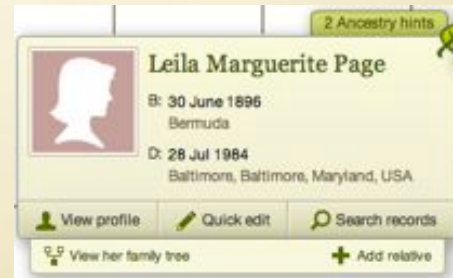 2 Ancestry hints
Leila Marguerite Page
B: 30 June 1896
Bermuda
D: 28 Jul 1984
Baltimore, Baltimore, Maryland, USA
View profile Quick edit Search records
View her family tree Add relative